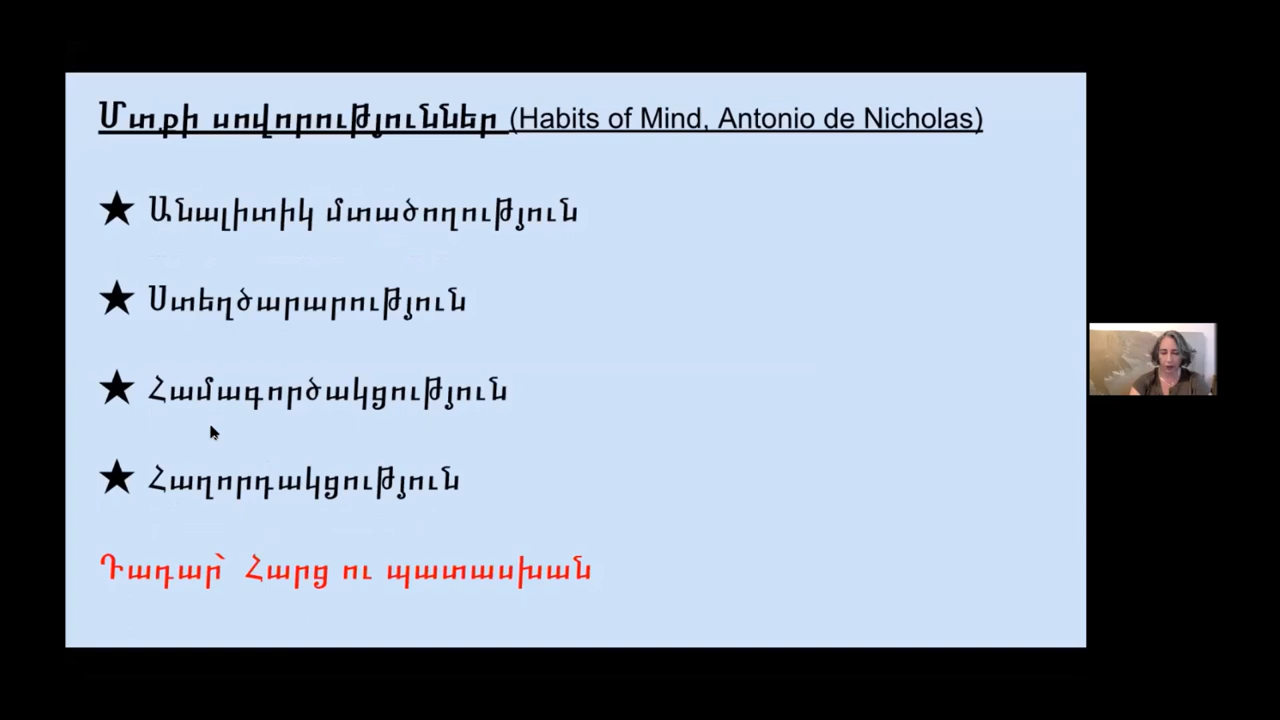 Մտքի սովորություններ (Habits of Mind, Antonio de Nicholas)
★ Անալիտիկ մտածողություն
★ Ստեղծարարություն
★ Համագործակցություն
★ Հաղորդակցություն
Դադար՝ Հարց ու պատասխան